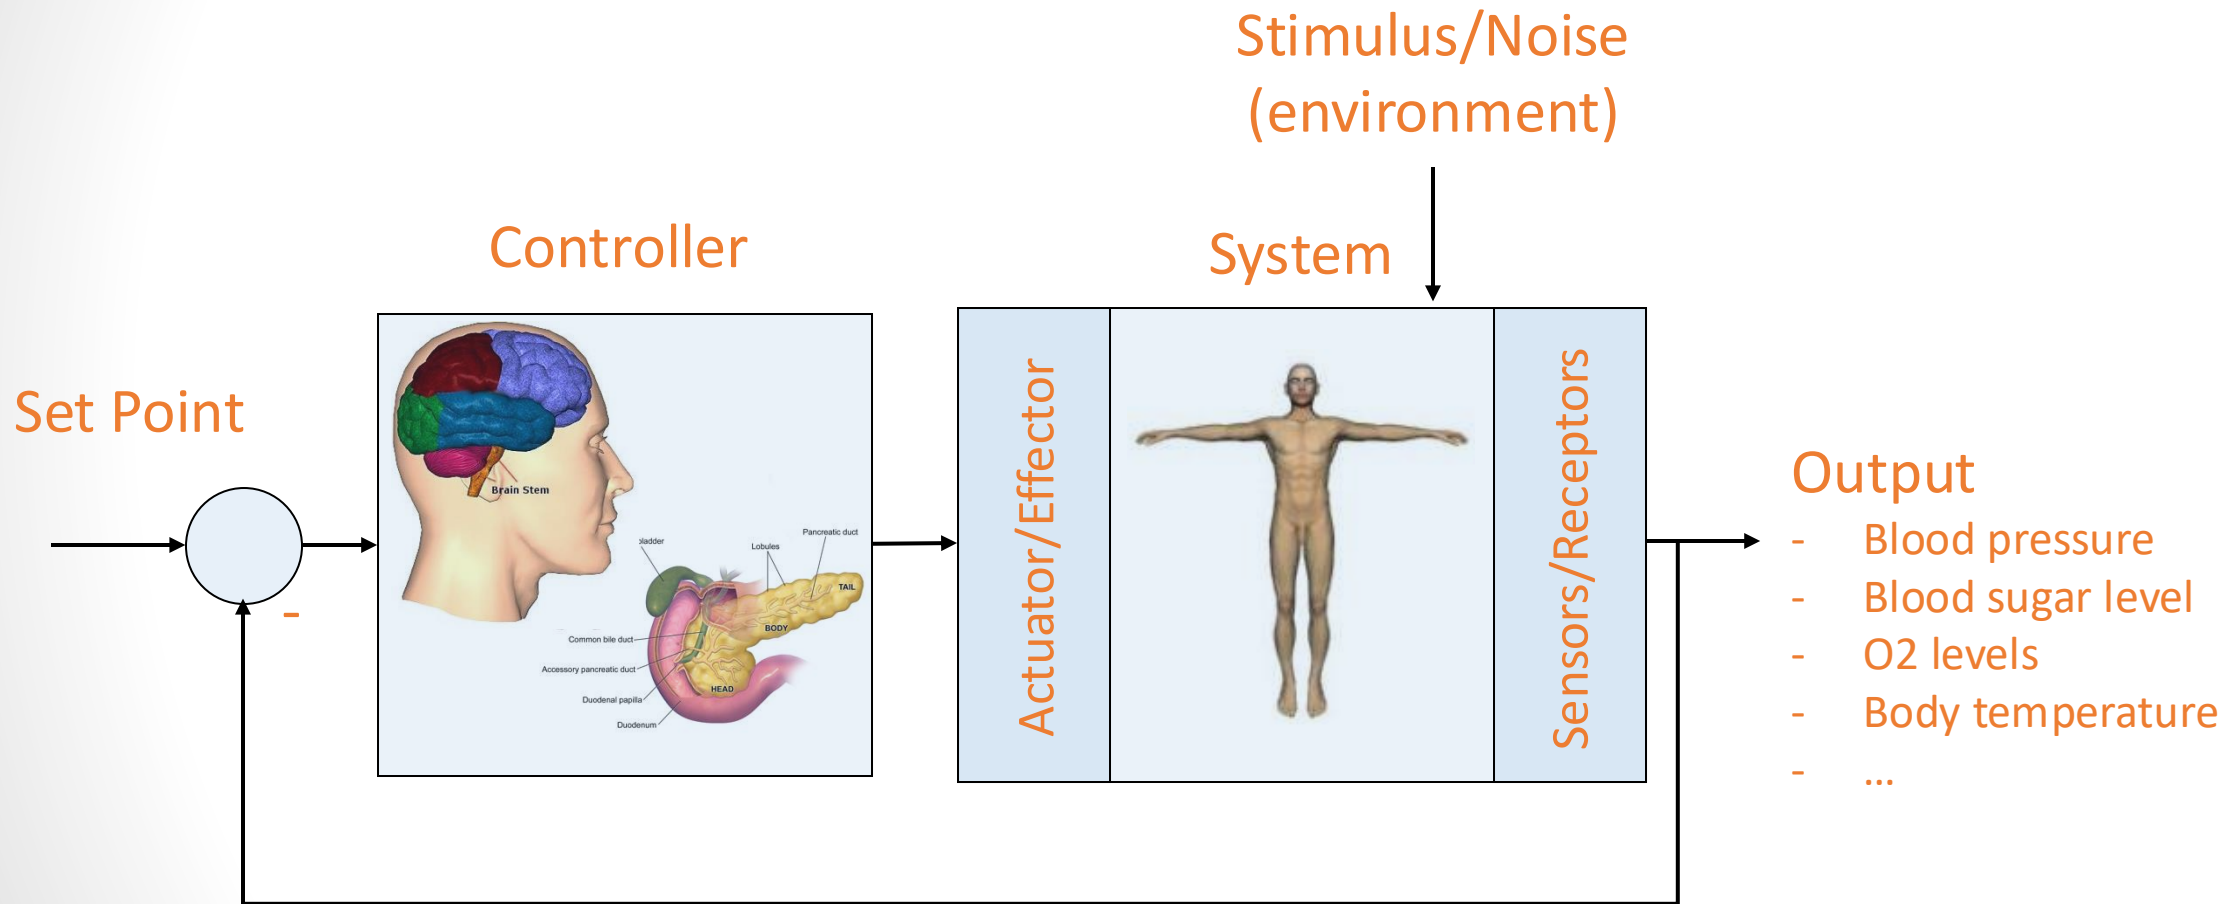 Stimulus/Noise
(environment)
Controller
System
Set Point
Brain Stem
Pancreatic duct
Lobules
TAIL
BODY
Common bile duct
Accessory pancreatic duct
HEAD
Duodenal papilla
Duodenum
Actuator/Effector
Sensors/Receptors
-
Output
- Blood pressure
- Blood sugar level
- O2 levels
- Body temperature
- ...